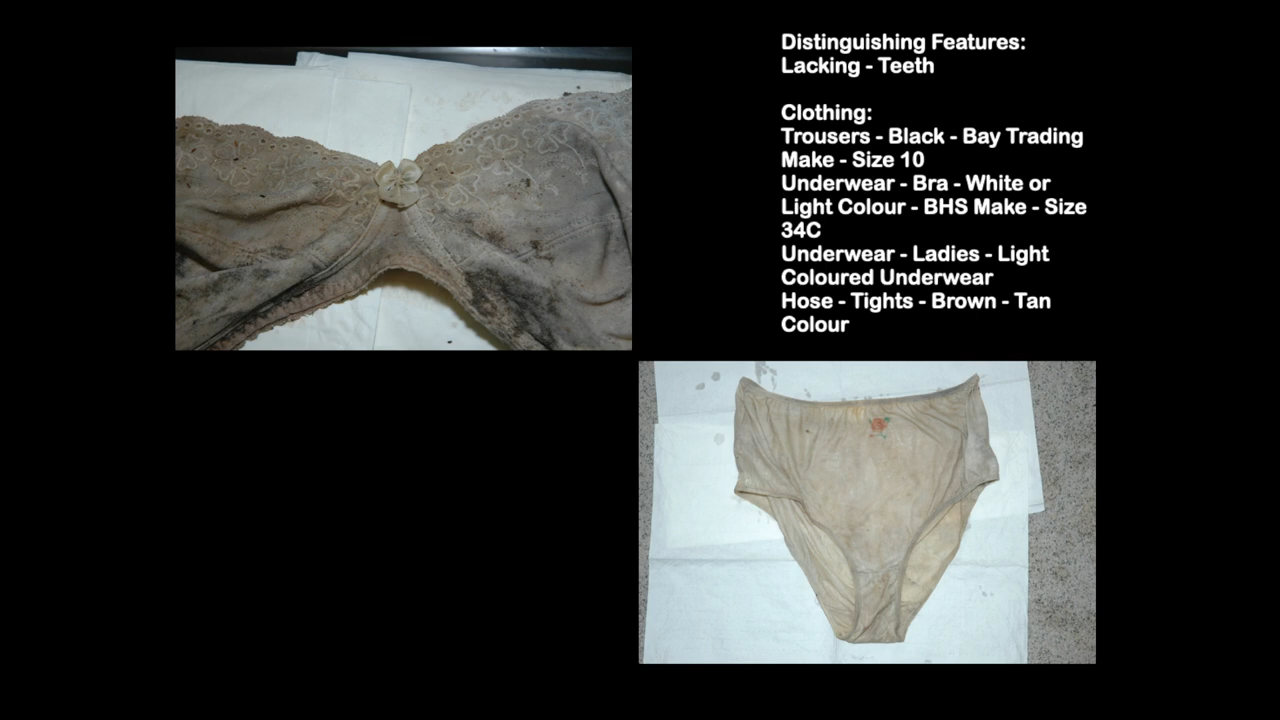 Distinguishing Features:
Lacking - Teeth
Clothing:
Trousers - Black - Bay Trading
Make - Size 10
Underwear - Bra - White or
Light Colour - BHS Make - Size
34C
Underwear - Ladies - Light
Coloured Underwear
Hose - Tights - Brown - Tan
Colour